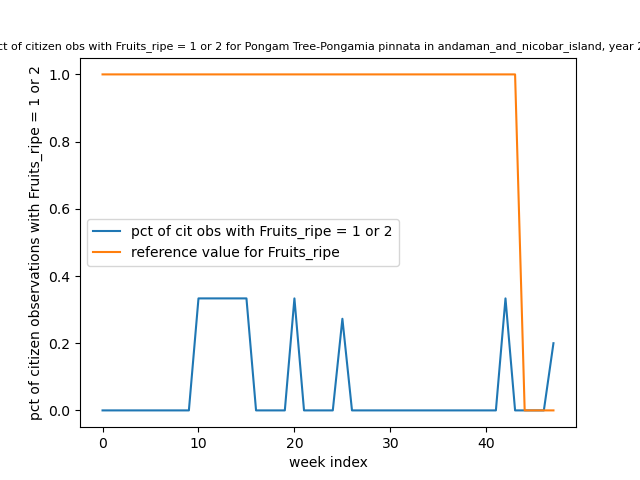 ct of citizen obs with Fruits_ripe = 1 or 2 for Pongam Tree-Pongamia pinnata in andaman_and_nicobar_island, year 2
pct of citizen observations with Fruits_ripe = 1 or 2
1.0
0.8
0.6
0.4
0.2
0.0
pct of cit obs with Fruits_ripe = 1 or 2
reference value for Fruits_ripe
0 10 20 30 40
week index